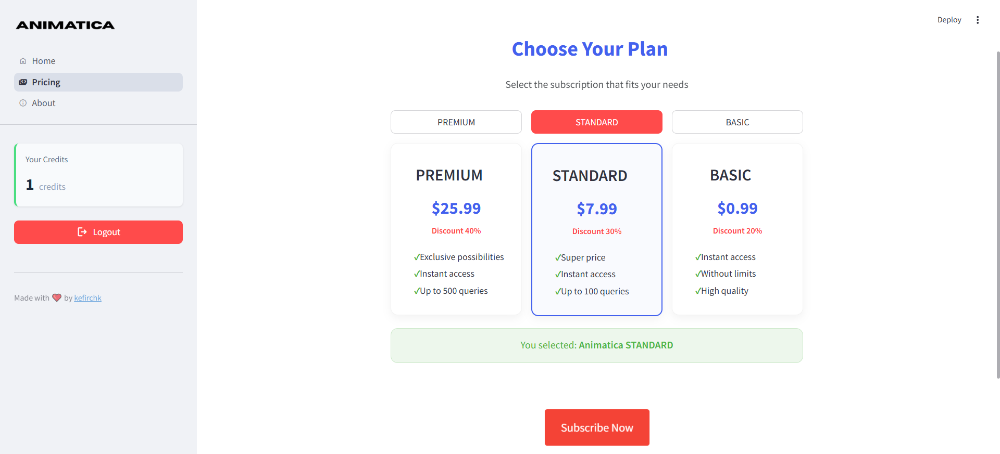 ANIMATICA
Home
Pricing
About
Your Credits
1 credits
Logout
Made with ❤️ by kefirchk
Deploy
Choose Your Plan
Select the subscription that fits your needs
PREMIUM
STANDARD
BASIC
PREMIUM
$25.99
Discount 40%
✓Exclusive possibilities
✓Instant access
✓Up to 500 queries
STANDARD
$7.99
Discount 30%
✓Super price
✓Instant access
✓Up to 100 queries
BASIC
$0.99
Discount 20%
✓Instant access
✓Without limits
✓High quality
You selected: Animatica STANDARD
Subscribe Now